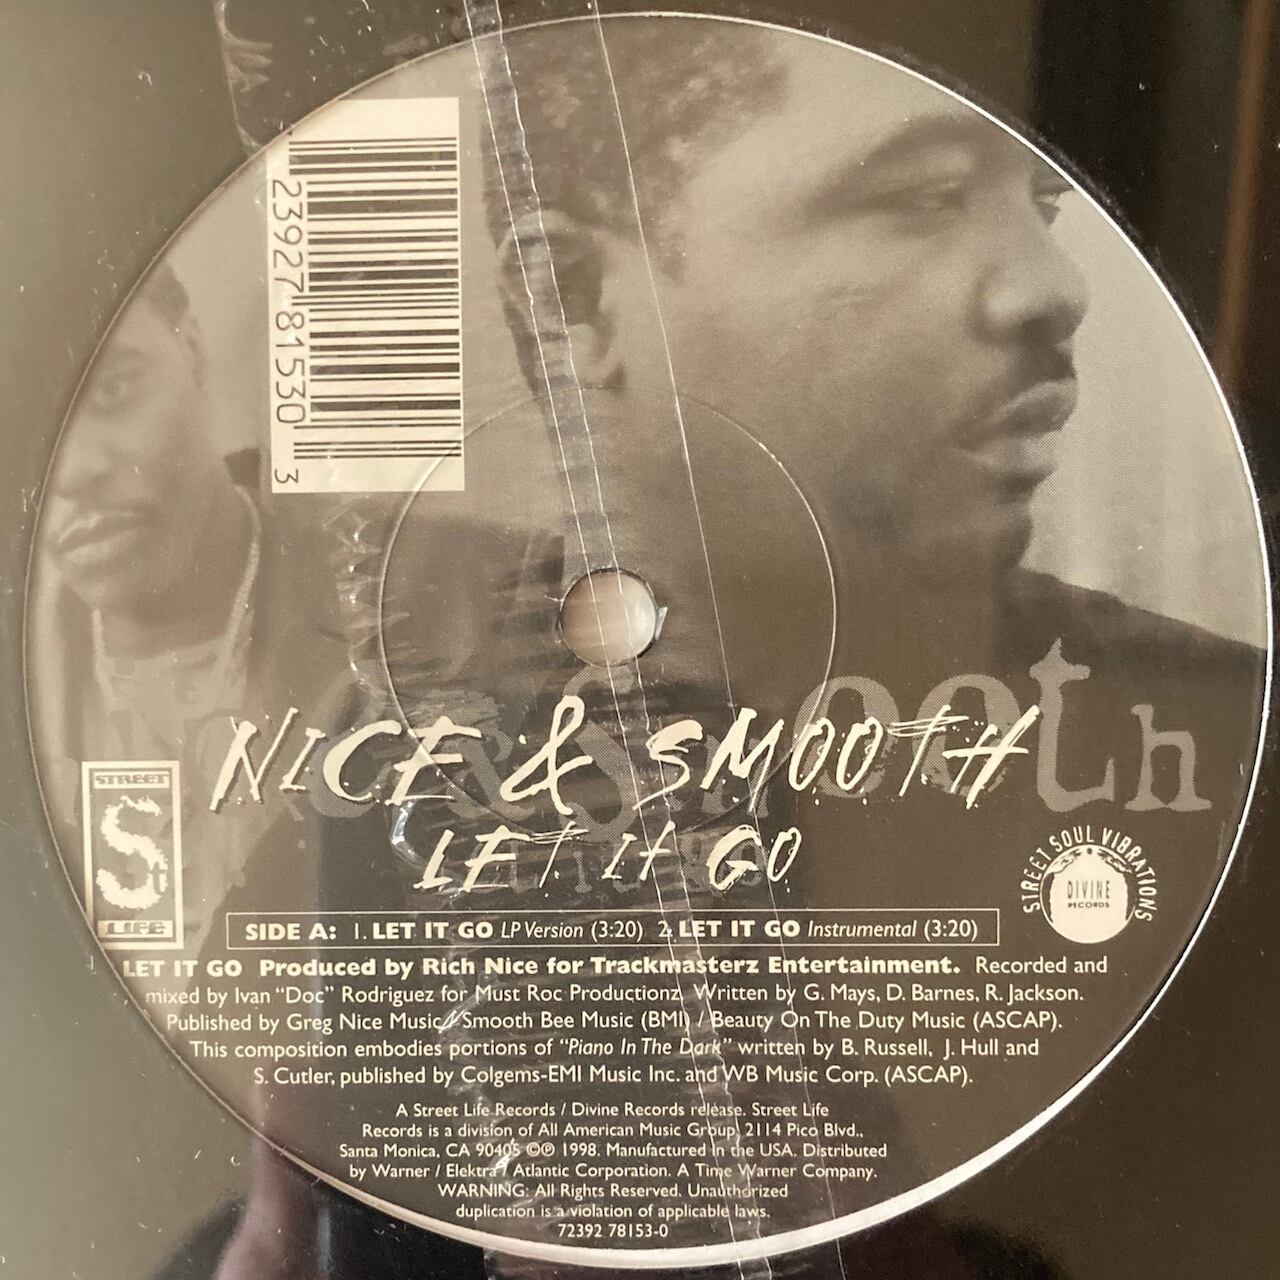 23927 81530 3
NICE & SMOOTH
LET IT GO
STREET
LIFE
STREET SOUL VIBRATIONS
DIVINE
RECORDS
SIDE A: 1. LET IT GO LP Version (3:20) 2. LET IT GO Instrumental (3:20)
LET IT GO Produced by Rich Nice for Trackmasterz Entertainment. Recorded and
mixed by Ivan “Doc” Rodriguez for Must Roc Productionz. Written by G. Mays, D. Barnes, R. Jackson.
Published by Greg Nice Music / Smooth Bee Music (BMI) / Beauty On The Duty Music (ASCAP).
This composition embodies portions of “Piano In The Dark” written by B. Russell, J. Hull and
S. Cutler, published by Colgems-EMI Music Inc. and WB Music Corp. (ASCAP).
A Street Life Records / Divine Records release. Street Life
Records is a division of All American Music Group, 2114 Pico Blvd.,
Santa Monica, CA 90405 ©℗ 1998. Manufactured in the USA. Distributed
by Warner / Elektra / Atlantic Corporation. A Time Warner Company.
WARNING: All Rights Reserved. Unauthorized
duplication is a violation of applicable laws.
72392 78153-0